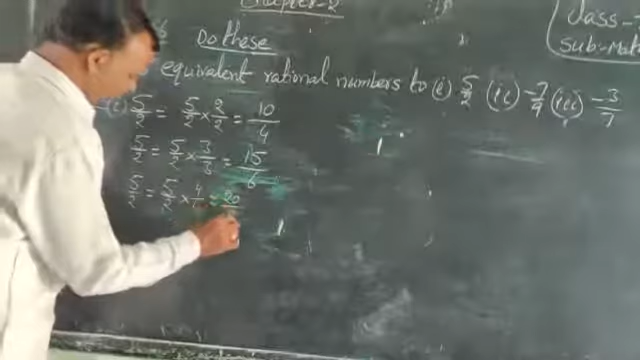 Chapter-2
Class-
Sub-Mat
Do these
equivalent rational numbers to (i) 5/2 (ii) -7/9 (iii) -3/7
(i) 5/2 = 5/2 × 2/2 = 10/4
5/2 = 5/2 × 3/3 = 15/6
5/2 = 5/2 × 4/4 = 20